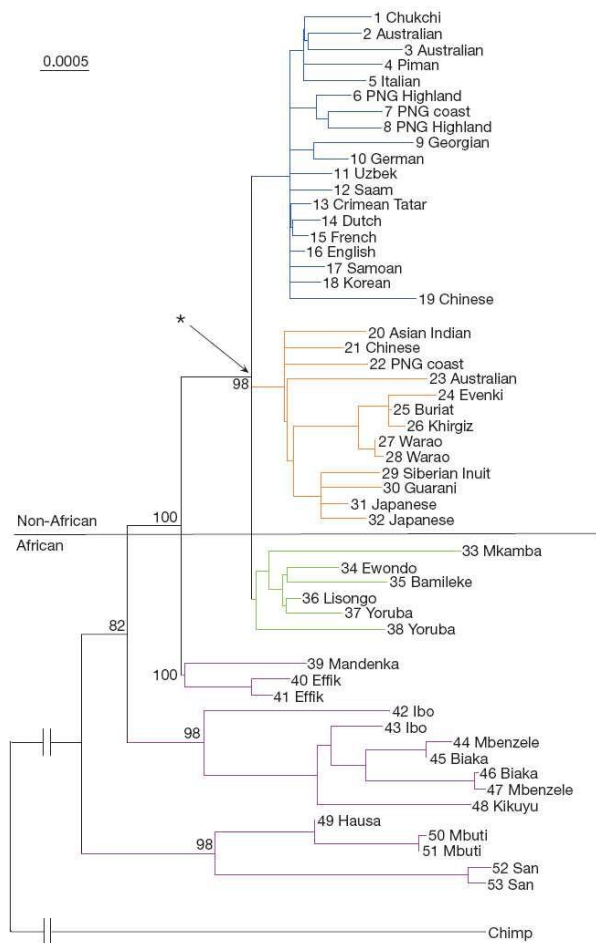 1 Chukchi
2 Australian
3 Australian
0.0005
4 Piman
5 Italian
6 PNG Highland
7 PNG coast
8 PNG Highland
9 Georgian
10 German
11 Uzbek
12 Saam
13 Crimean Tatar
14 Dutch
15 French
16 English
17 Samoan
18 Korean
19 Chinese
*
20 Asian Indian
21 Chinese
22 PNG coast
98
23 Australian
24 Evenki
25 Buriat
26 Khirgiz
27 Warao
28 Warao
29 Siberian Inuit
30 Guarani
31 Japanese
100
32 Japanese
Non-African
African
33 Mkamba
34 Ewondo
35 Bamileke
36 Lisongo
37 Yoruba
82
38 Yoruba
39 Mandenka
100
40 Effik
41 Effik
42 Ibo
98
43 Ibo
44 Mbenzele
45 Biaka
46 Biaka
47 Mbenzele
48 Kikuyu
49 Hausa
98
50 Mbuti
51 Mbuti
52 San
53 San
Chimp